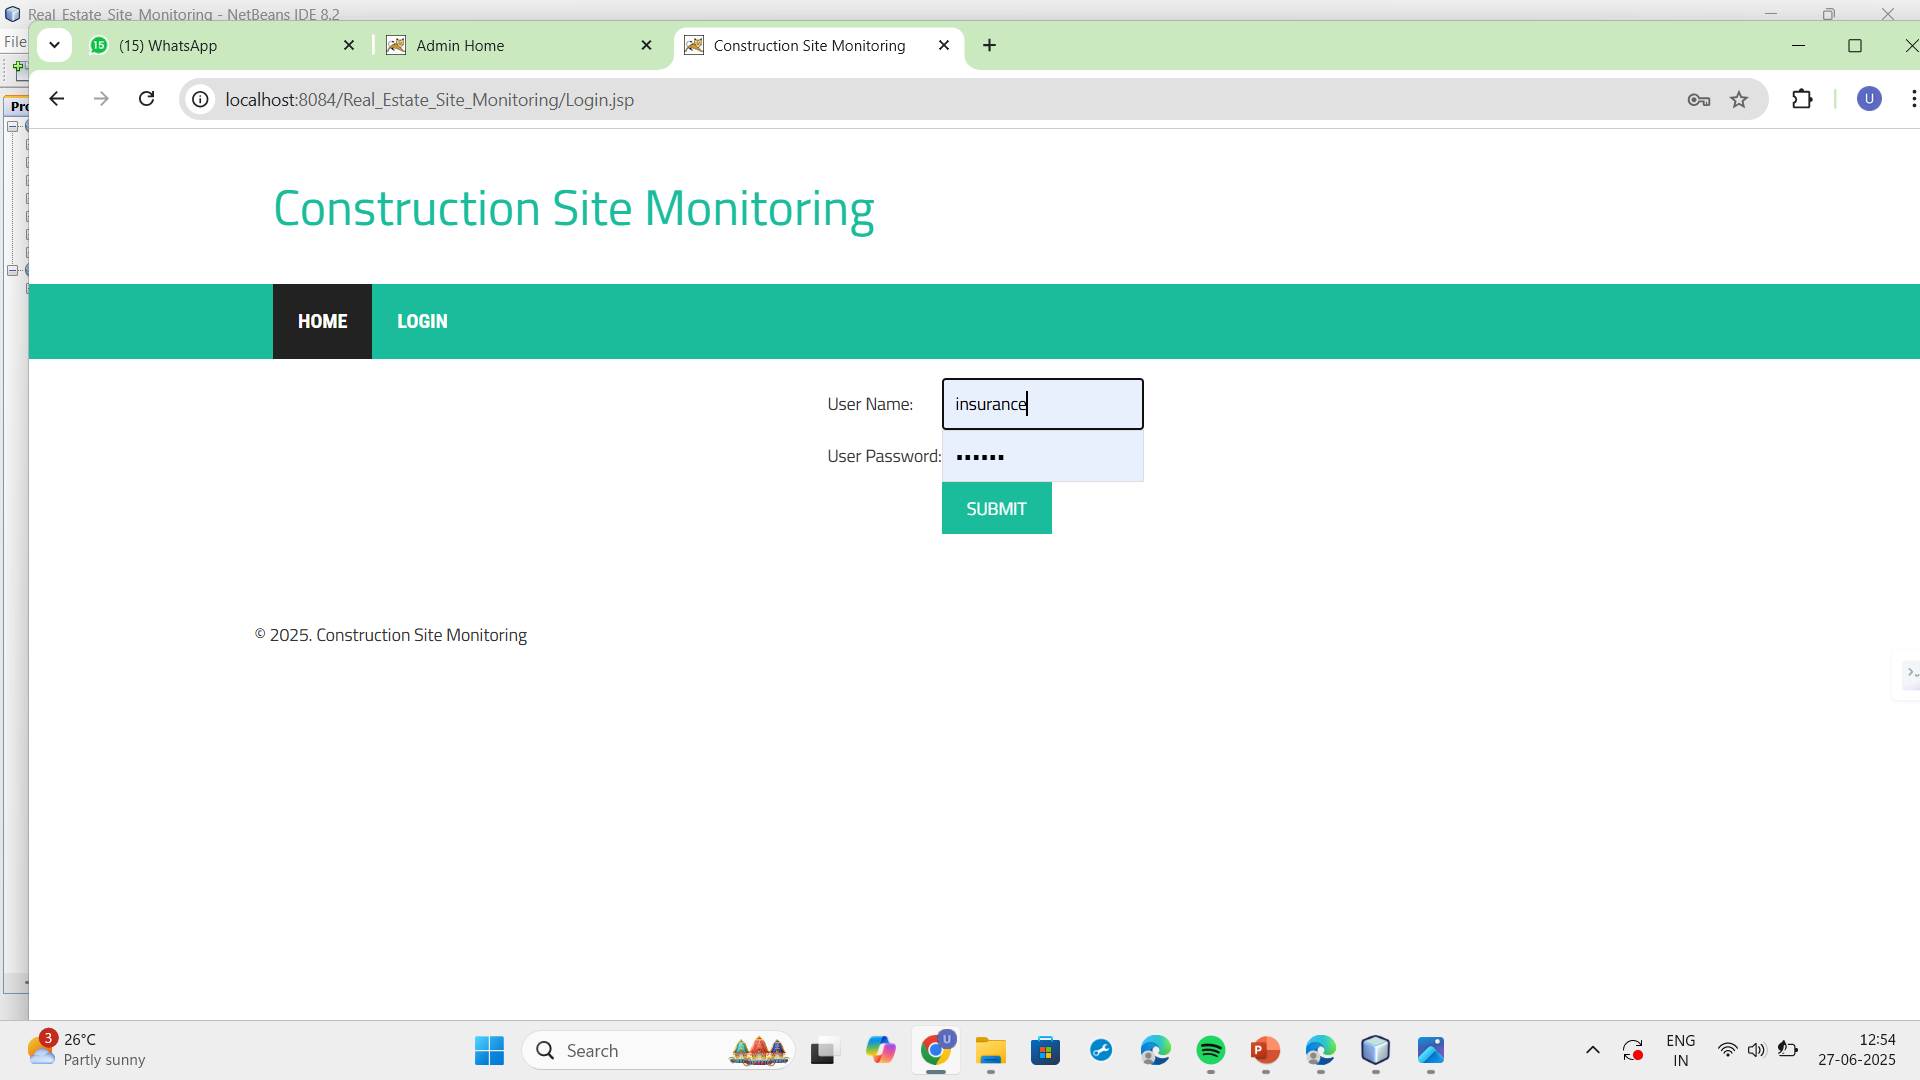 Real_Estate_Site_Monitoring - NetBeans IDE 8.2
File
15 (15) WhatsApp
Admin Home
Construction Site Monitoring
localhost:8084/Real_Estate_Site_Monitoring/Login.jsp
U
Construction Site Monitoring
HOME
LOGIN
User Name:
insurance
User Password:
••••••
SUBMIT
© 2025. Construction Site Monitoring
3
26°C
Partly sunny
Search
U
P
ENG
IN
12:54
27-06-2025